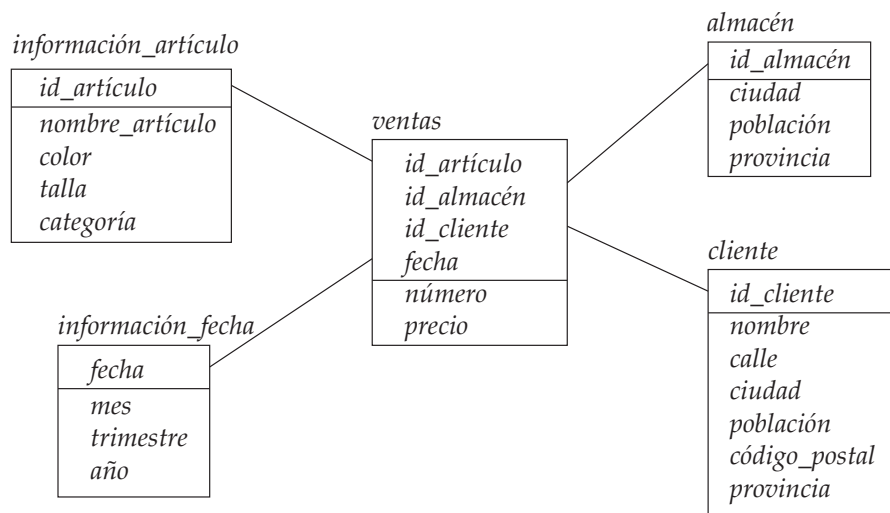 información_artículo
id_artículo
nombre_artículo
color
talla
categoría
información_fecha
fecha
mes
trimestre
año
ventas
id_artículo
id_almacén
id_cliente
fecha
número
precio
almacén
id_almacén
ciudad
población
provincia
cliente
id_cliente
nombre
calle
ciudad
población
código_postal
provincia